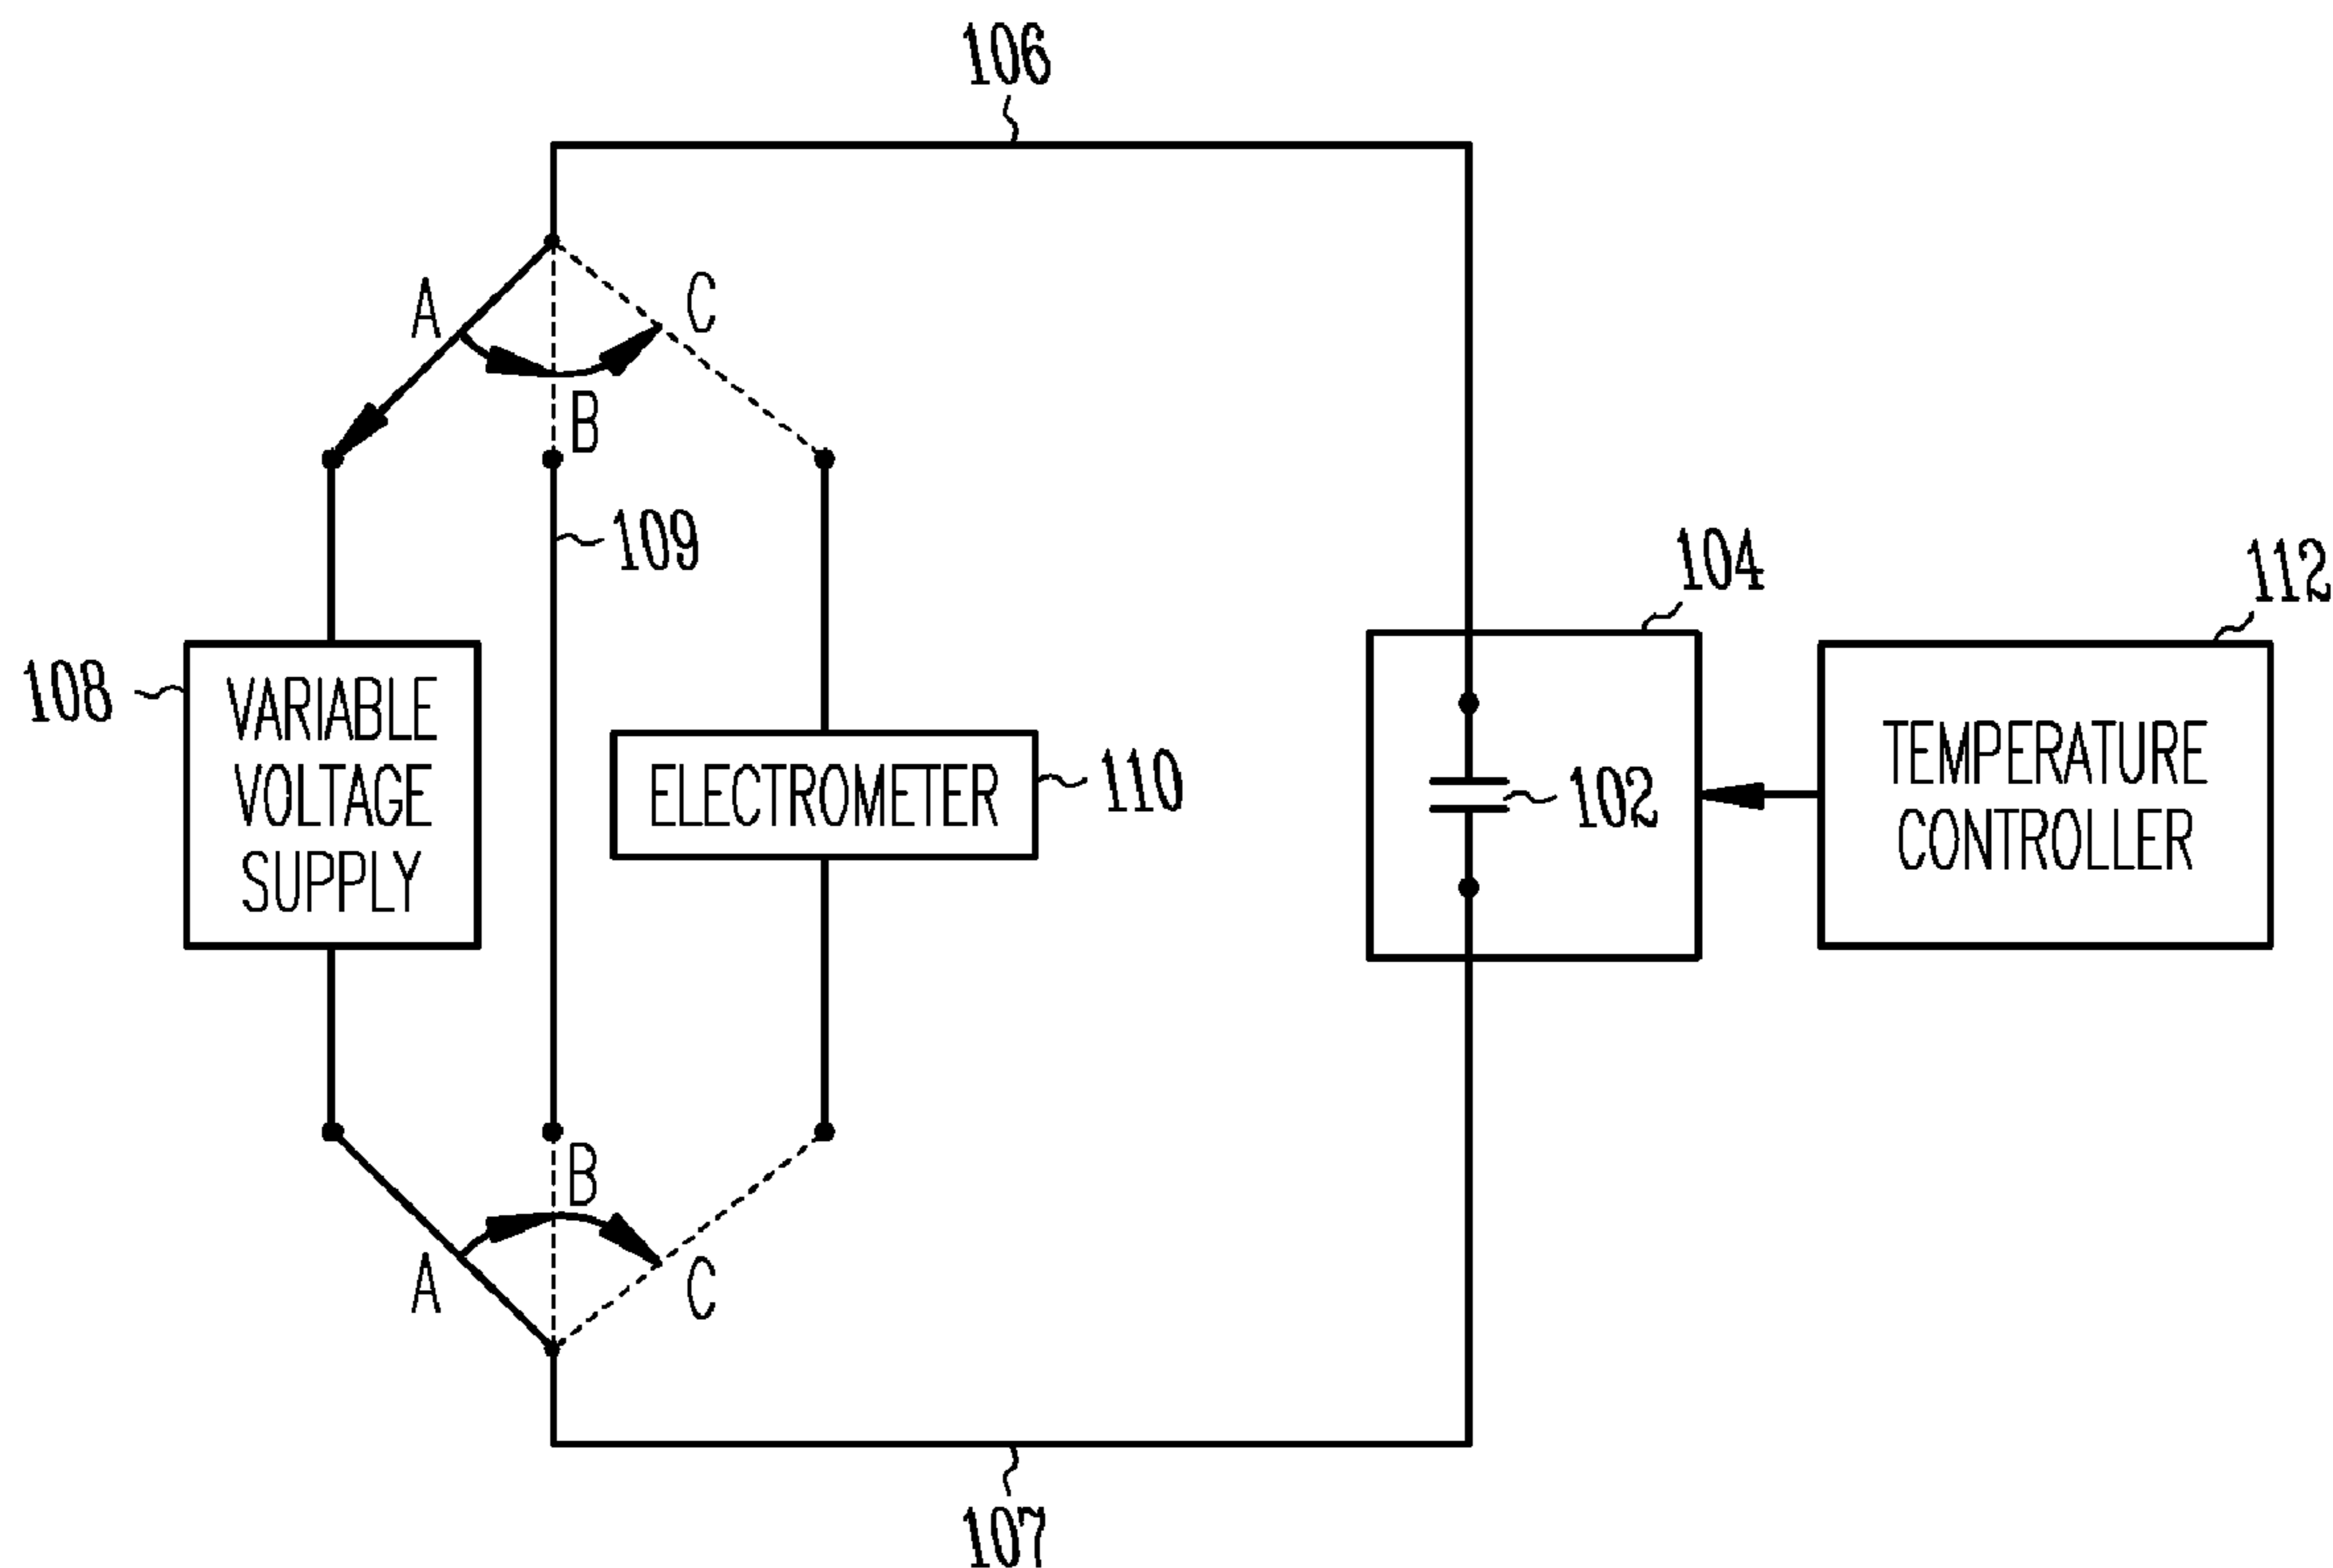 106
A
C
B
109
104
112
108
VARIABLE
VOLTAGE
SUPPLY
ELECTROMETER
110
102
TEMPERATURE
CONTROLLER
B
A
C
107